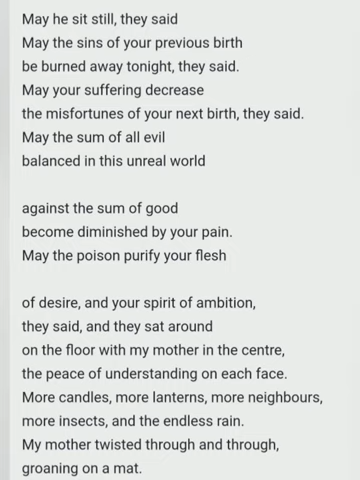 May he sit still, they said
May the sins of your previous birth
be burned away tonight, they said.
May your suffering decrease
the misfortunes of your next birth, they said.
May the sum of all evil
balanced in this unreal world
against the sum of good
become diminished by your pain.
May the poison purify your flesh
of desire, and your spirit of ambition,
they said, and they sat around
on the floor with my mother in the centre,
the peace of understanding on each face.
More candles, more lanterns, more neighbours,
more insects, and the endless rain.
My mother twisted through and through,
groaning on a mat.